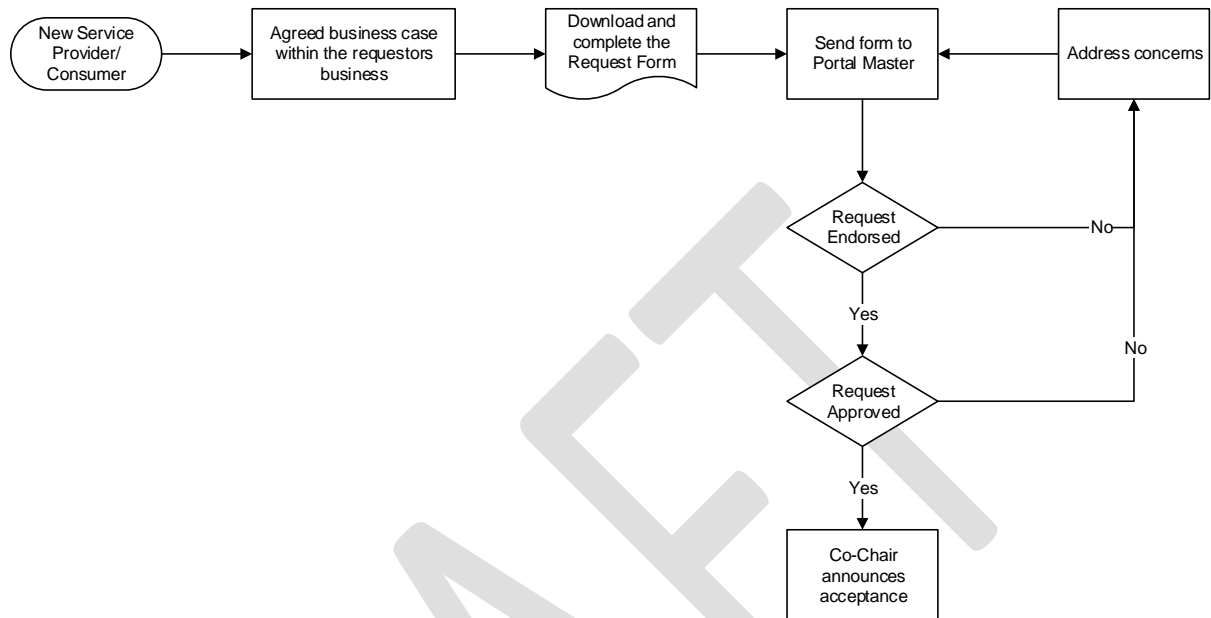 New Service
Provider/
Consumer
Agreed business case
within the requestors
business
Download and
complete the
Request Form
Send form to
Portal Master
Address concerns
Request
Endorsed
No
Yes
No
Request
Approved
Yes
Co-Chair
announces
acceptance